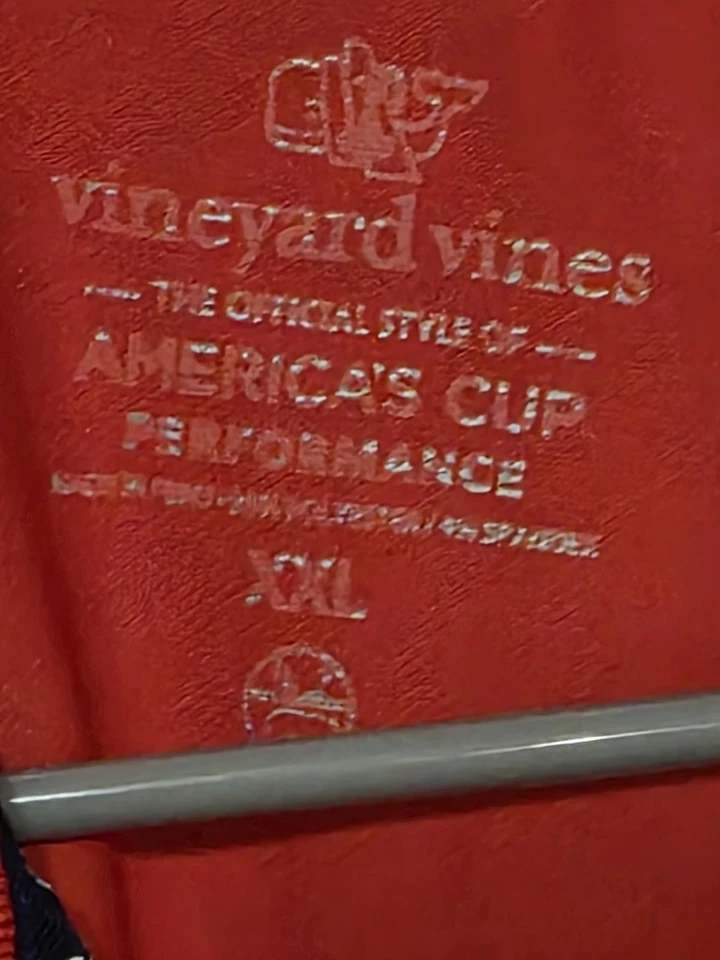 vineyard vines
THE OFFICIAL STYLE OF
AMERICA'S CUP
PERFORMANCE
XXL